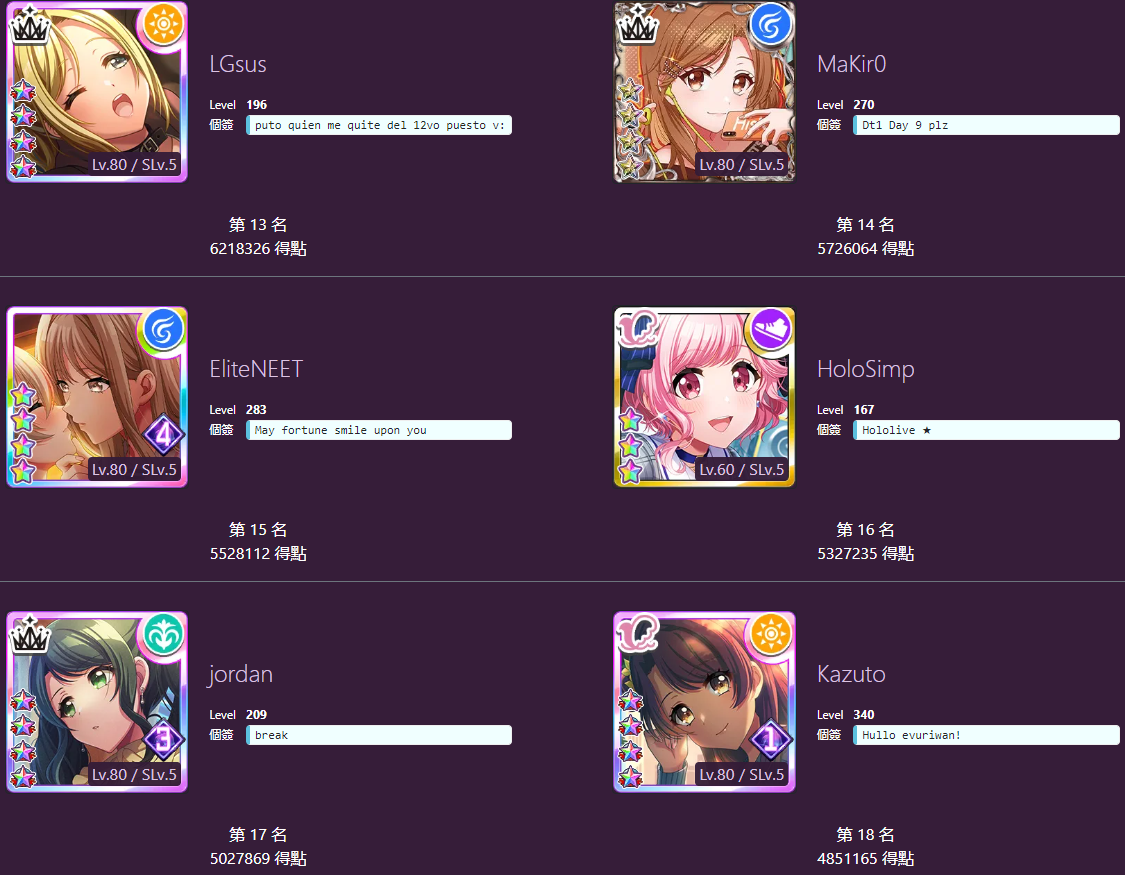 LGsus
Level 196
個簽 puto quien me quite del 12vo puesto v:
Lv.80 / SLv.5
第 13 名
6218326 得點
MaKir0
Level 270
個簽 Dt1 Day 9 plz
Lv.80 / SLv.5
第 14 名
5726064 得點
EliteNEET
Level 283
個簽 May fortune smile upon you
4
Lv.80 / SLv.5
第 15 名
5528112 得點
HoloSimp
Level 167
個簽 Hololive ★
Lv.60 / SLv.5
第 16 名
5327235 得點
jordan
Level 209
個簽 break
3
Lv.80 / SLv.5
第 17 名
5027869 得點
Kazuto
Level 340
個簽 Hullo evuriwan!
1
Lv.80 / SLv.5
第 18 名
4851165 得點